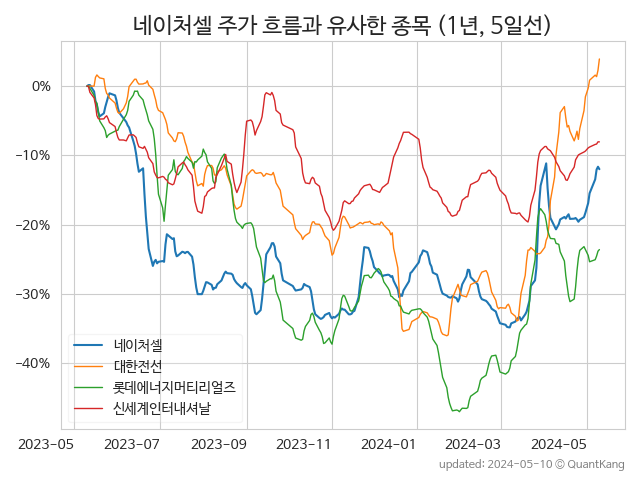 네이처셀 주가 흐름과 유사한 종목 (1년, 5일선)
0%
−10%
−20%
−30%
−40%
네이처셀
대한전선
롯데에너지머티리얼즈
신세계인터내셔날
2023-05 2023-07 2023-09 2023-11 2024-01 2024-03 2024-05
updated: 2024-05-10 © QuantKang